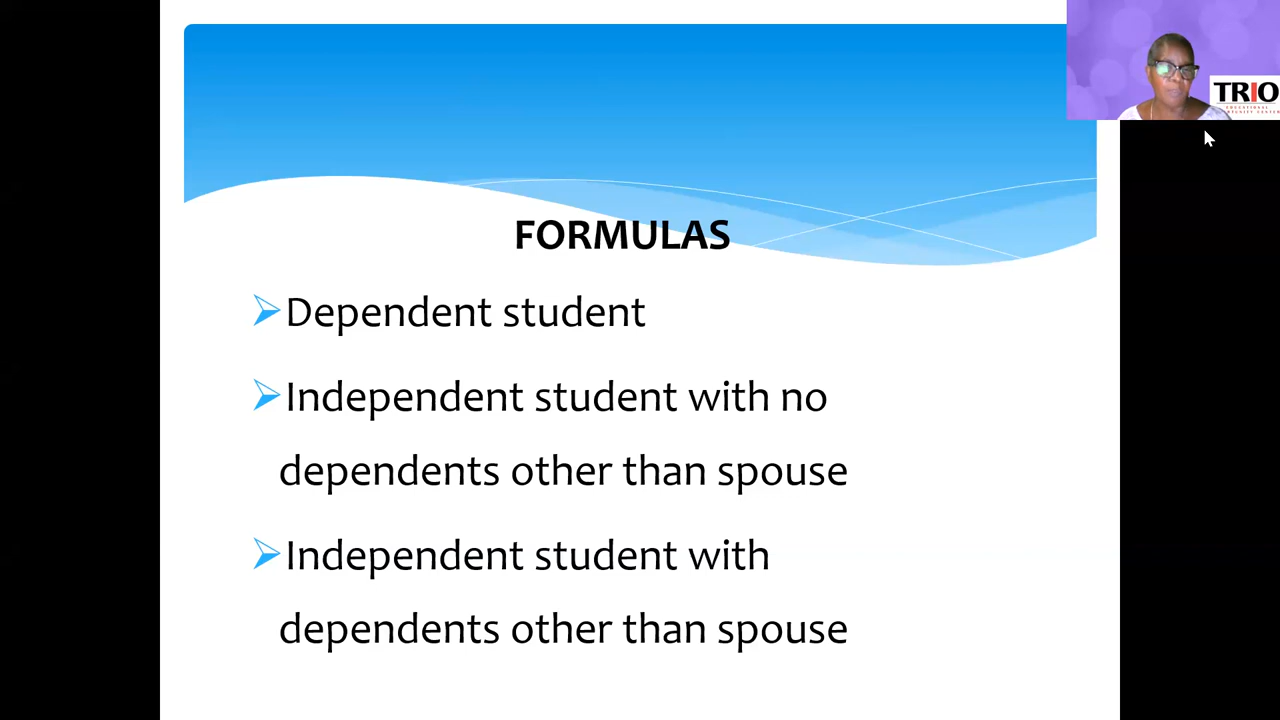 TRIO
EDUCATIONAL
FORMULAS
Dependent student
Independent student with no
dependents other than spouse
Independent student with
dependents other than spouse